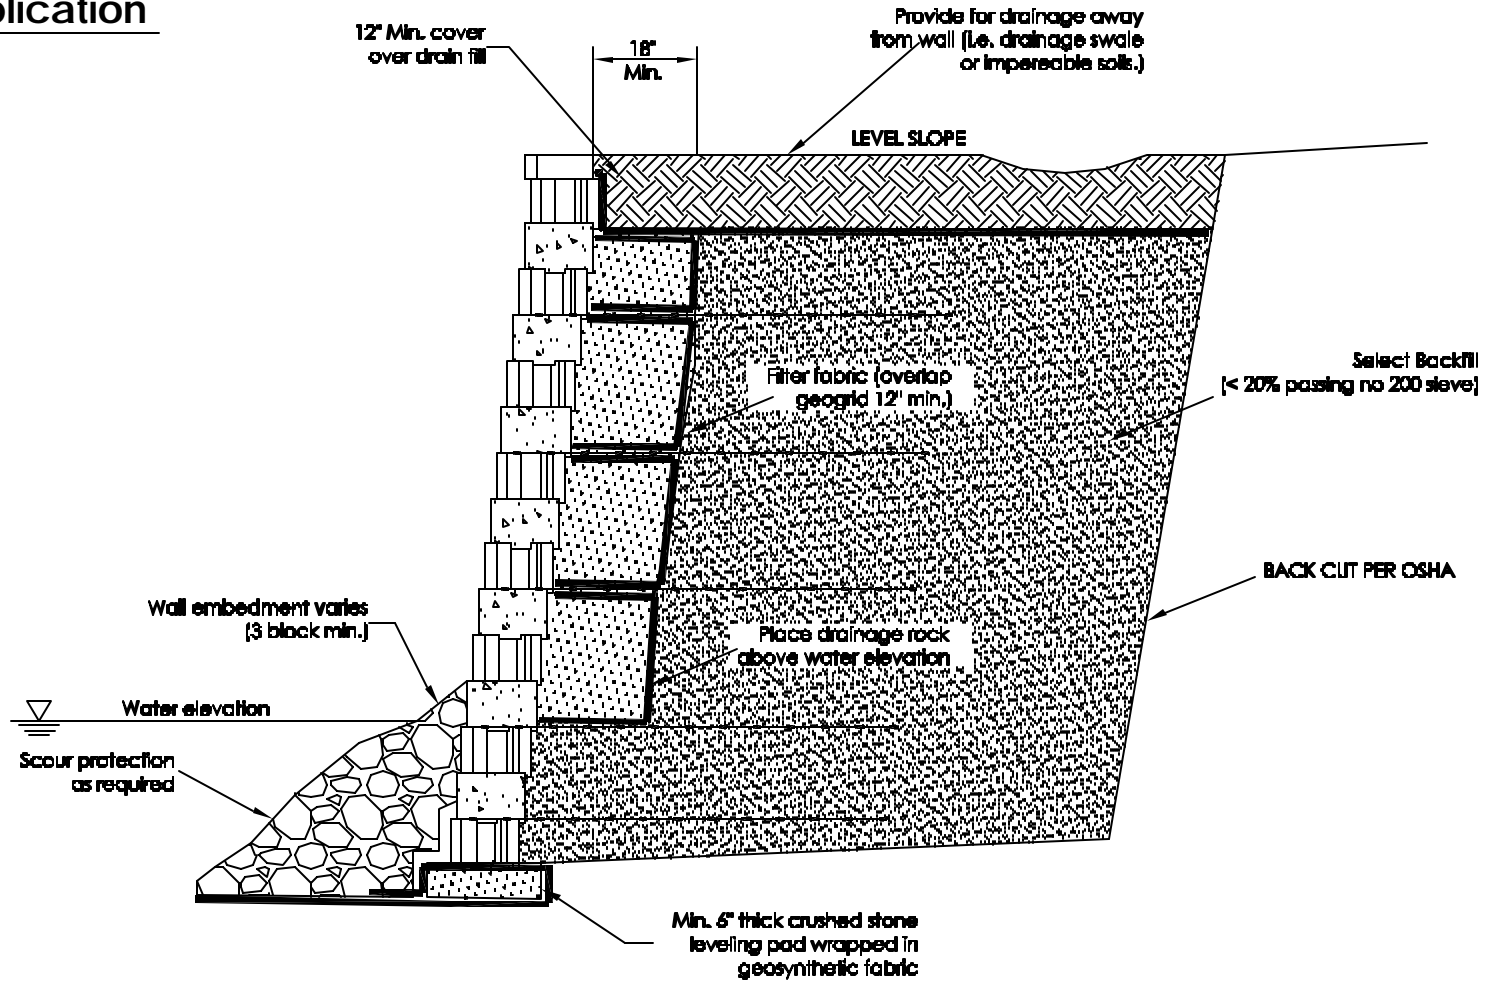 plication
12" Min. cover
over drain fill
18"
Min.
Provide for drainage away
from wall (i.e. drainage swale
or impereable soils.)
LEVEL SLOPE
Filter fabric (overlap
geogrid 12" min.)
Select Backfill
(< 20% passing no 200 sieve)
BACK CUT PER OSHA
Wall embedment varies
(3 block min.)
Place drainage rock
above water elevation
Water elevation
Scour protection
as required
Min. 6" thick crushed stone
leveling pad wrapped in
geosynthetic fabric